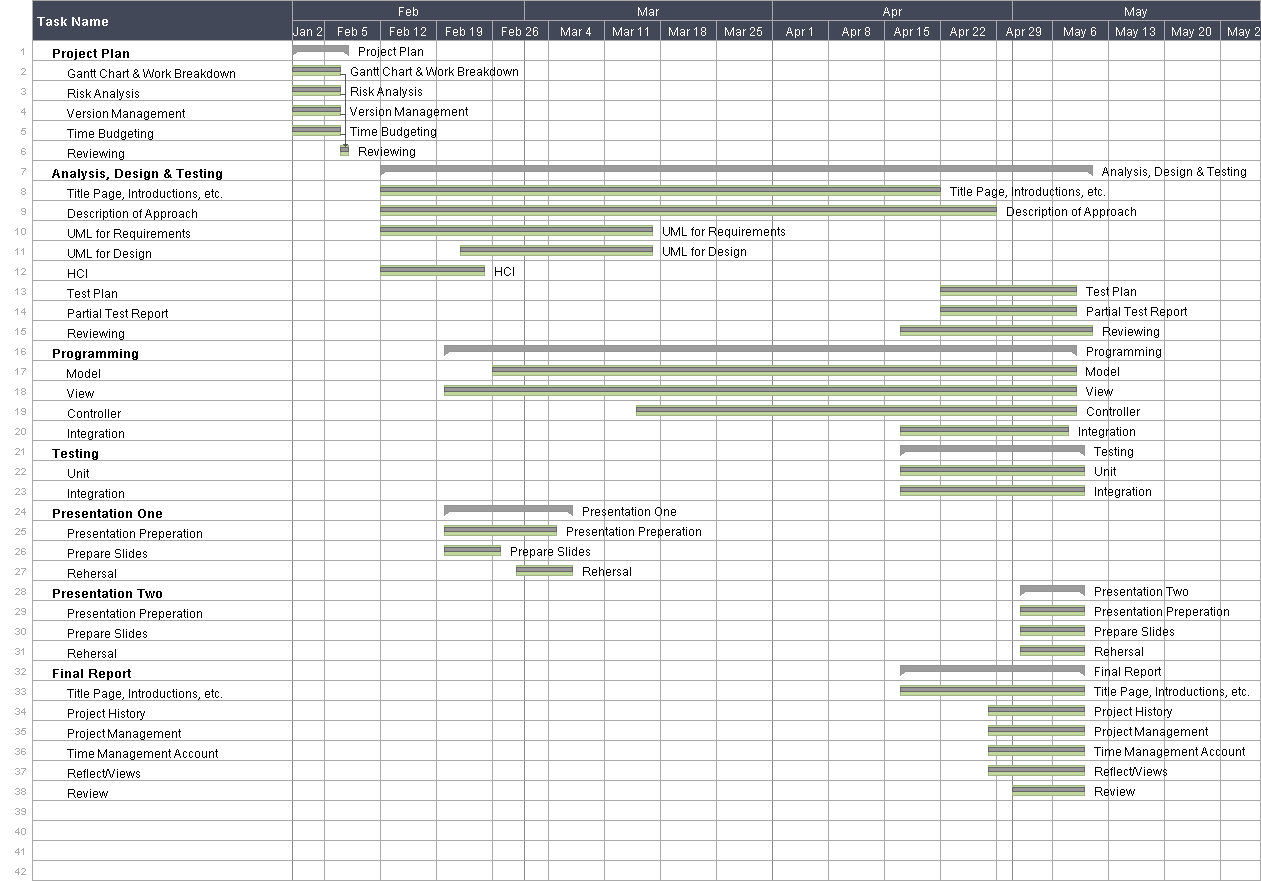 Task Name
Feb Mar Apr May
Jan 2 Feb 5 Feb 12 Feb 19 Feb 26 Mar 4 Mar 11 Mar 18 Mar 25 Apr 1 Apr 8 Apr 15 Apr 22 Apr 29 May 6 May 13 May 20 May 2
1 Project Plan Project Plan
2 Gantt Chart & Work Breakdown Gantt Chart & Work Breakdown
3 Risk Analysis Risk Analysis
4 Version Management Version Management
5 Time Budgeting Time Budgeting
6 Reviewing Reviewing
7 Analysis, Design & Testing Analysis, Design & Testing
8 Title Page, Introductions, etc. Title Page, Introductions, etc.
9 Description of Approach Description of Approach
10 UML for Requirements UML for Requirements
11 UML for Design UML for Design
12 HCI HCI
13 Test Plan Test Plan
14 Partial Test Report Partial Test Report
15 Reviewing Reviewing
16 Programming Programming
17 Model Model
18 View View
19 Controller Controller
20 Integration Integration
21 Testing Testing
22 Unit Unit
23 Integration Integration
24 Presentation One Presentation One
25 Presentation Preperation Presentation Preperation
26 Prepare Slides Prepare Slides
27 Rehersal Rehersal
28 Presentation Two Presentation Two
29 Presentation Preperation Presentation Preperation
30 Prepare Slides Prepare Slides
31 Rehersal Rehersal
32 Final Report Final Report
33 Title Page, Introductions, etc. Title Page, Introductions, etc.
34 Project History Project History
35 Project Management Project Management
36 Time Management Account Time Management Account
37 Reflect/Views Reflect/Views
38 Review Review
39
40
41
42